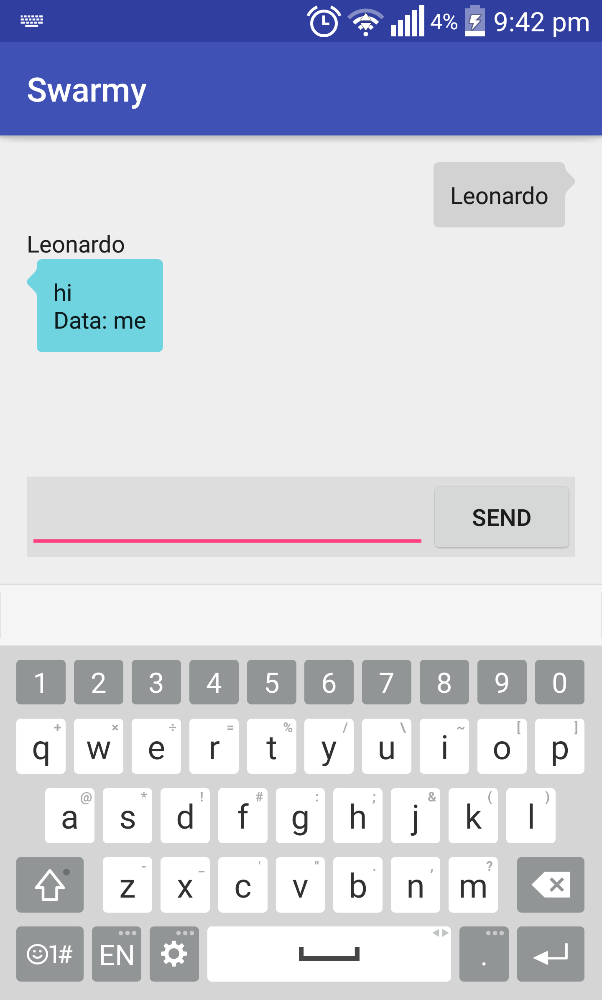 4% 9:42 pm
Swarmy
Leonardo
Leonardo
hi
Data: me
SEND
1 2 3 4 5 6 7 8 9 0
+ × ÷ = % / \ ~ [ ]
q w e r t y u i o p
@ * ! # : ; & ( )
a s d f g h j k l
- _ ' " . , ?
z x c v b n m
1# EN .